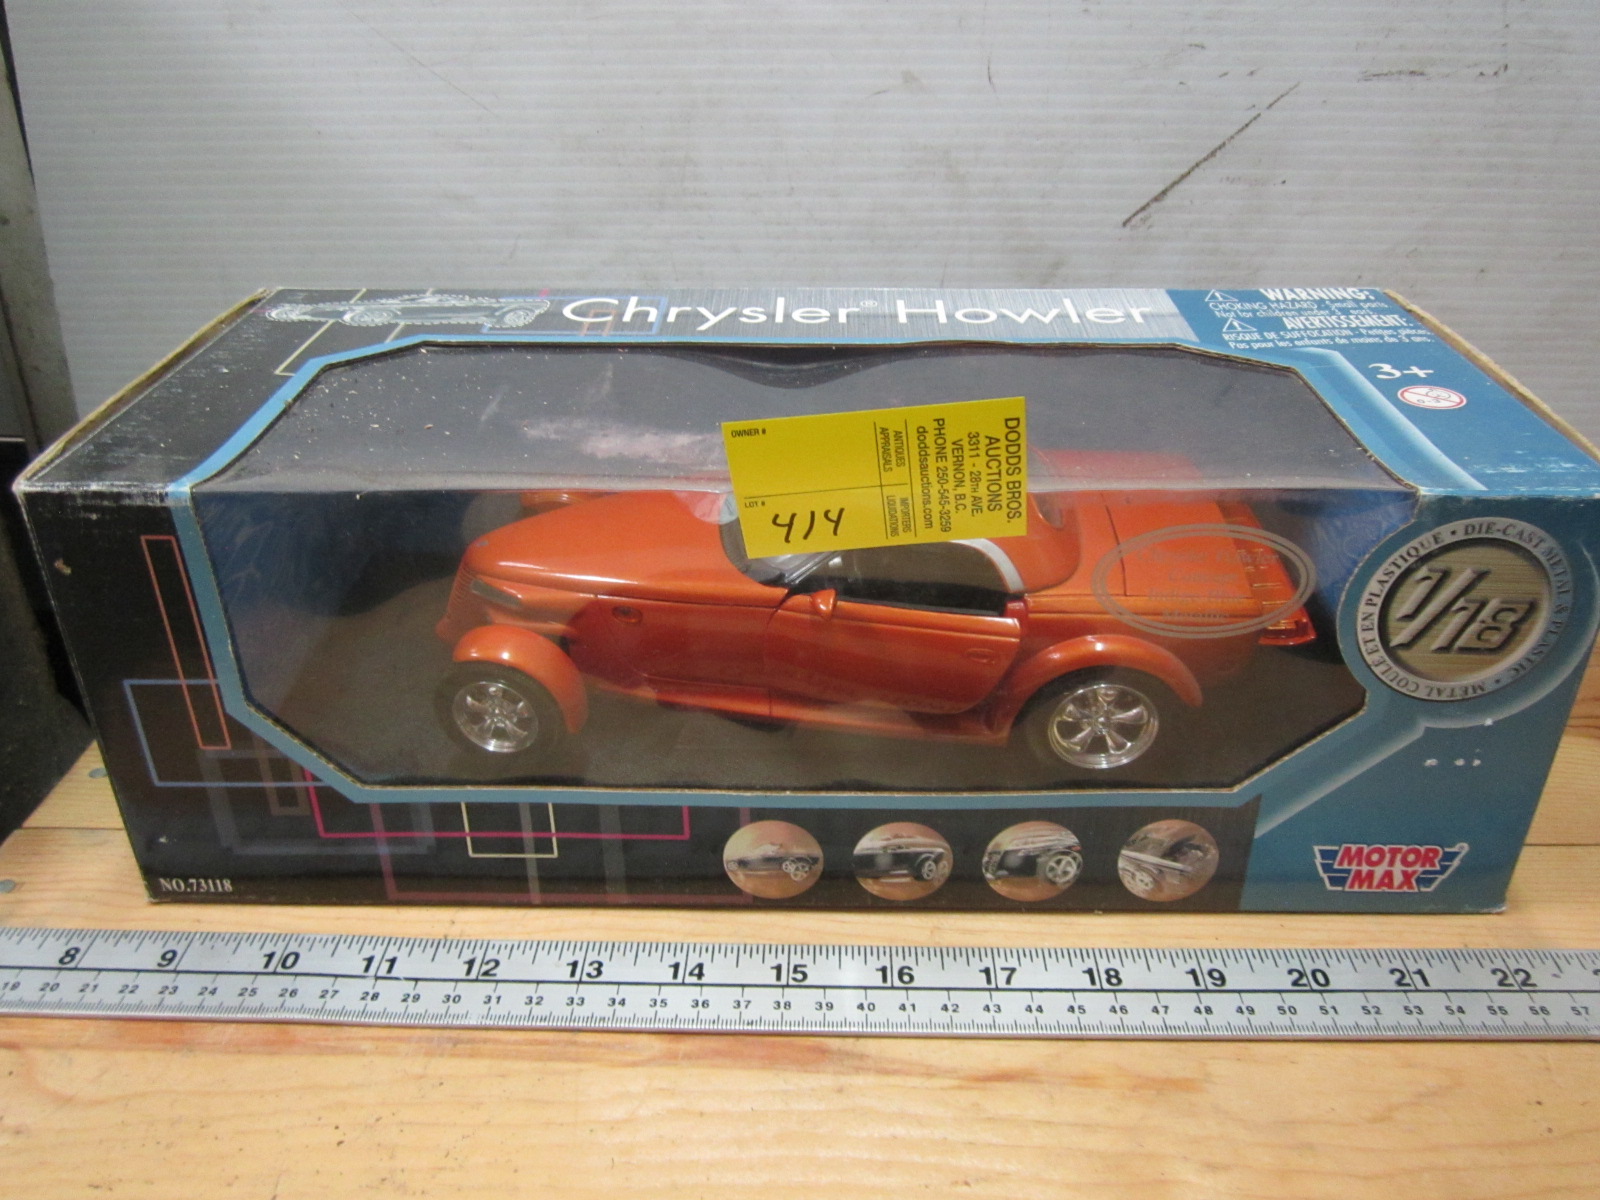 Chrysler® Howler
WARNING:
CHOKING HAZARD - Small parts
Not for children under 3 years
AVERTISSEMENT:
RISQUE DE SUFFOCATION - Petites pièces
Pas pour les enfants de moins de 3 ans.
3+
0-3
OWNER #
LOT #
414
ANTIQUES
APPRAISALS
IMPORTERS
LIQUIDATIONS
DODDS BROS.
AUCTIONS
3311 - 28TH AVE.
VERNON, B.C.
PHONE 250-545-3259
doddsauctions.com
DIE-CAST METAL & PLASTIC • METAL COULE ET EN PLASTIQUE •
1/18
MOTOR
MAX
NO.73118
8 9 10 11 12 13 14 15 16 17 18 19 20 21 22
19 20 21 22 23 24 25 26 27 28 29 30 31 32 33 34 35 36 37 38 39 40 41 42 43 44 45 46 47 48 49 50 51 52 53 54 55 56 57